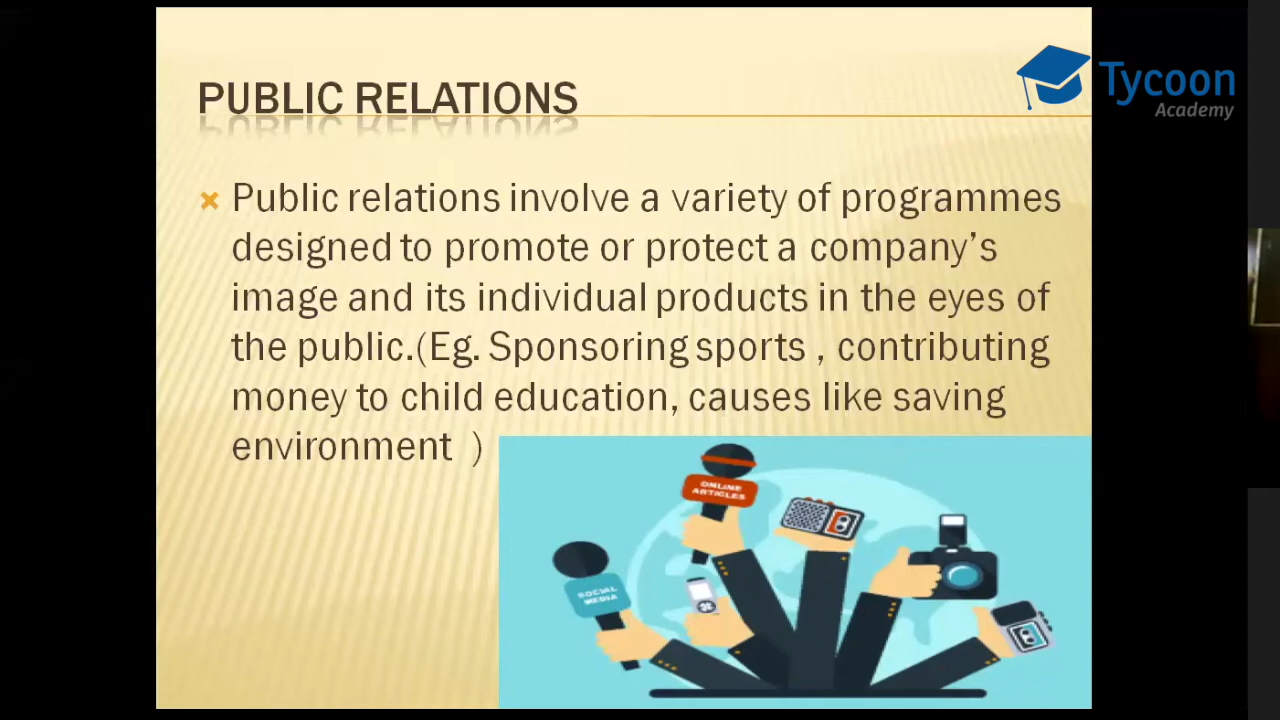 PUBLIC RELATIONS
Tycoon
Academy
Public relations involve a variety of programmes
designed to promote or protect a company's
image and its individual products in the eyes of
the public.(Eg. Sponsoring sports , contributing
money to child education, causes like saving
environment )
ONLINE
ARTICLES
SOCIAL
MEDIA